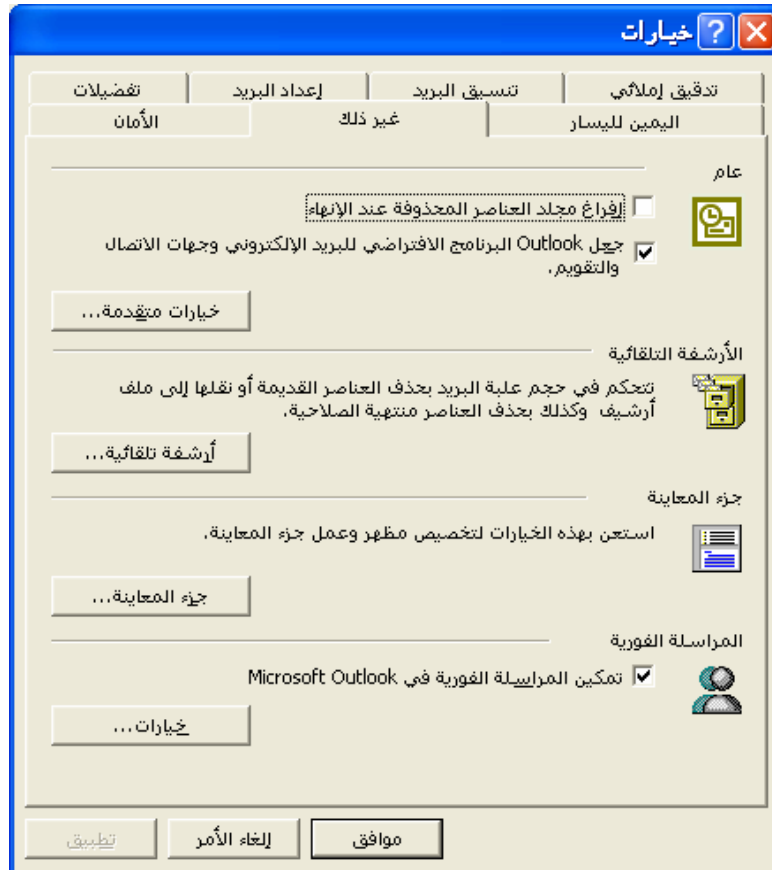 خيارات
تدقيق إملائي
تنسيق البريد
إعداد البريد
تفضيلات
اليمين لليسار
غير ذلك
الأمان
عام
إفراغ مجلد العناصر المحذوفة عند الإنهاء
جعل Outlook البرنامج الافتراضي للبريد الإلكتروني وجهات الاتصال
والتقويم.
خيارات متقدمة...
الأرشفة التلقائية
تتحكم في حجم علبة البريد بحذف العناصر القديمة أو نقلها إلى ملف
أرشيف وكذلك بحذف العناصر منتهية الصلاحية.
أرشفة تلقائية...
جزء المعاينة
استعن بهذه الخيارات لتخصيص مظهر وعمل جزء المعاينة.
جزء المعاينة...
المراسلة الفورية
تمكين المراسلة الفورية في Microsoft Outlook
خيارات...
موافق
إلغاء الأمر
تطبيق